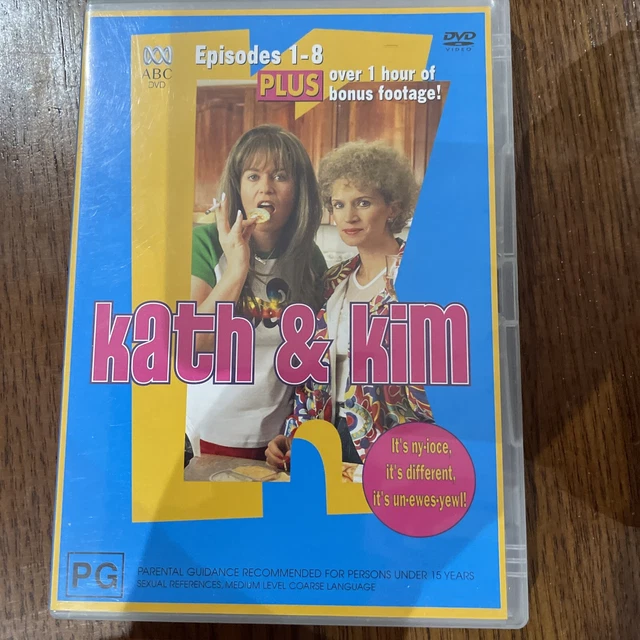 ABC
DVD
Episodes 1-8
PLUS over 1 hour of
bonus footage!
DVD
VIDEO
kath & kim
It's ny-ioce,
it's different,
it's un-ewes-yewl!
PG
PARENTAL GUIDANCE RECOMMENDED FOR PERSONS UNDER 15 YEARS
SEXUAL REFERENCES, MEDIUM LEVEL COARSE LANGUAGE